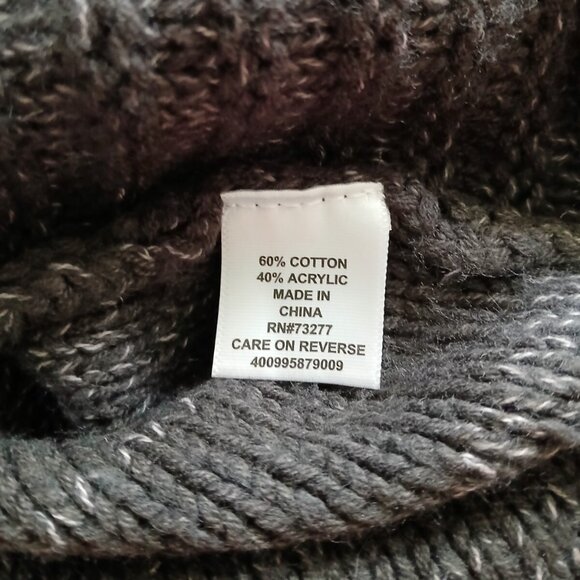 60% COTTON
40% ACRYLIC
MADE IN
CHINA
RN#73277
CARE ON REVERSE
400995879009